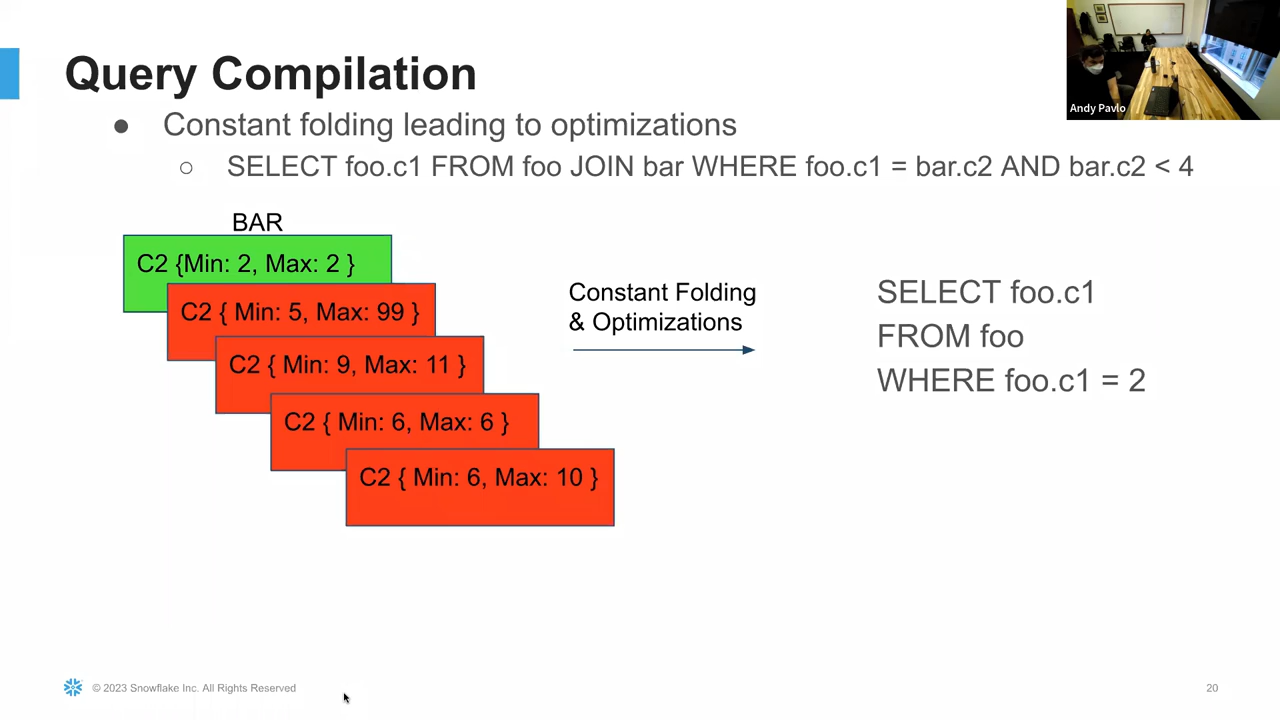 Query Compilation
● Constant folding leading to optimizations
○ SELECT foo.c1 FROM foo JOIN bar WHERE foo.c1 = bar.c2 AND bar.c2 < 4
BAR
C2 {Min: 2, Max: 2 }
C2 { Min: 5, Max: 99 }
C2 { Min: 9, Max: 11 }
C2 { Min: 6, Max: 6 }
C2 { Min: 6, Max: 10 }
Constant Folding
& Optimizations
SELECT foo.c1
FROM foo
WHERE foo.c1 = 2
Andy Pavlo
© 2023 Snowflake Inc. All Rights Reserved
20